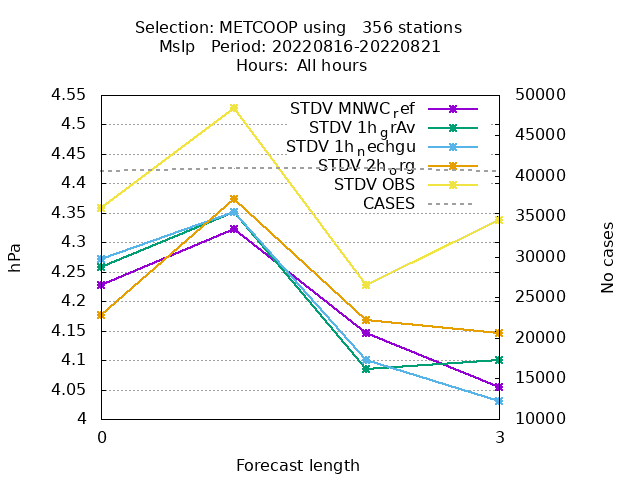 Selection: METCOOP using   356 stations
Mslp   Period: 20220816-20220821
Hours: All hours
4.55
4.5
4.45
4.4
4.35
4.3
4.25
4.2
4.15
4.1
4.05
4
hPa
STDV MNWC_ref
STDV 1h_grAv
STDV 1h_nechgu
STDV 2h_org
STDV OBS
CASES
50000
45000
40000
35000
30000
25000
20000
15000
10000
No cases
0
3
Forecast length